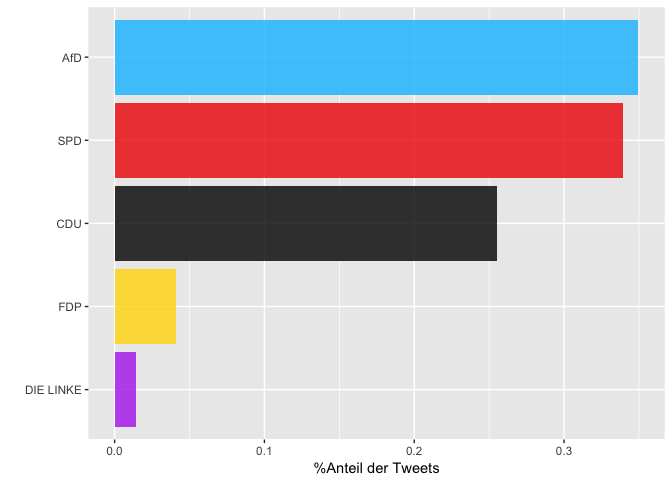 AfD
SPD
CDU
FDP
DIE LINKE
0.0 0.1 0.2 0.3
%Anteil der Tweets